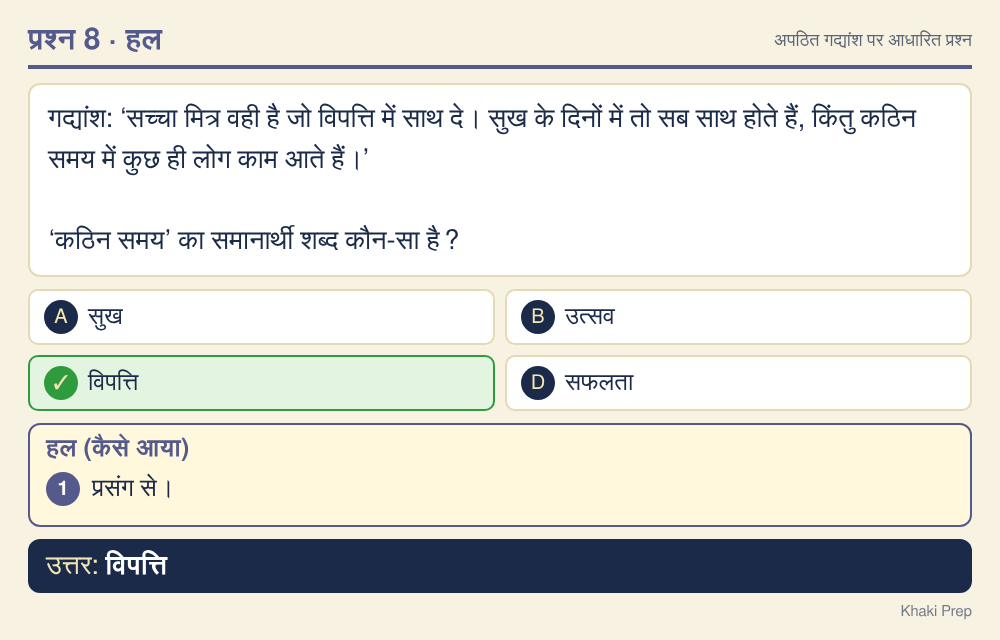 प्रश्न 8 · हल
अपठित गद्यांश पर आधारित प्रश्न
गद्यांश: ‘सच्चा मित्र वही है जो विपत्ति में साथ दे। सुख के दिनों में तो सब साथ होते हैं, किंतु कठिन
समय में कुछ ही लोग काम आते हैं।’
‘कठिन समय’ का समानार्थी शब्द कौन-सा है ?
A सुख
B उत्सव
✓ विपत्ति
D सफलता
हल (कैसे आया)
1 प्रसंग से।
उत्तर: विपत्ति
Khaki Prep